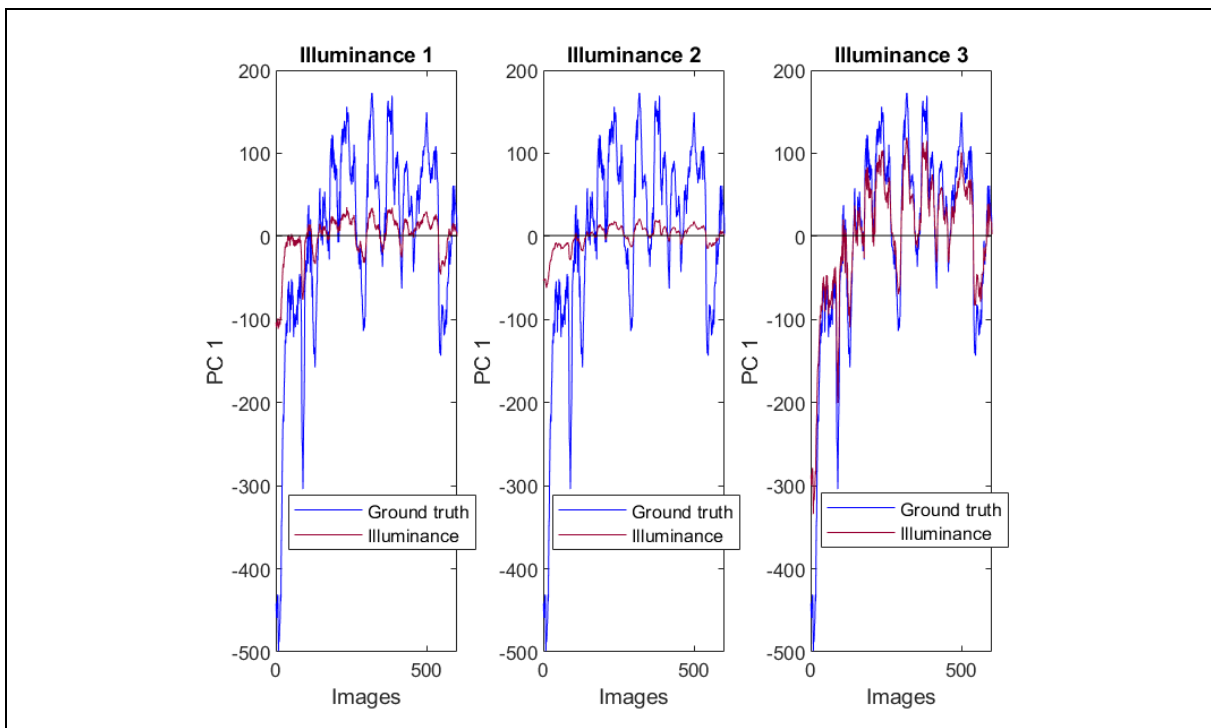 Illuminance 1
200
100
0
-100
-200
-300
-400
-500
PC 1
0
500
Images
Ground truth
Illuminance
Illuminance 2
200
100
0
-100
-200
-300
-400
-500
PC 1
0
500
Images
Ground truth
Illuminance
Illuminance 3
200
100
0
-100
-200
-300
-400
-500
PC 1
0
500
Images
Ground truth
Illuminance